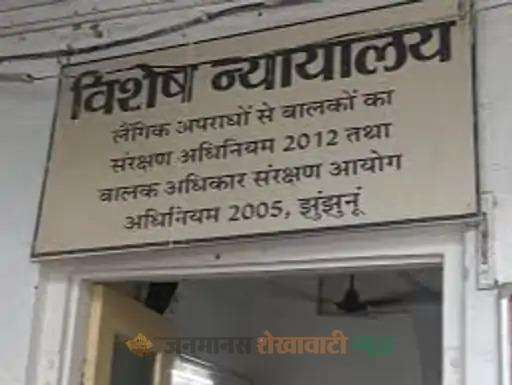 विशेष न्यायालय
लैंगिक अपराधों से बालकों का
संरक्षण अधिनियम 2012 तथा
बालक अधिकार संरक्षण आयोग
अधिनियम 2005, झुंझुनूं
जनमानस शेखावाटी न्यूज़